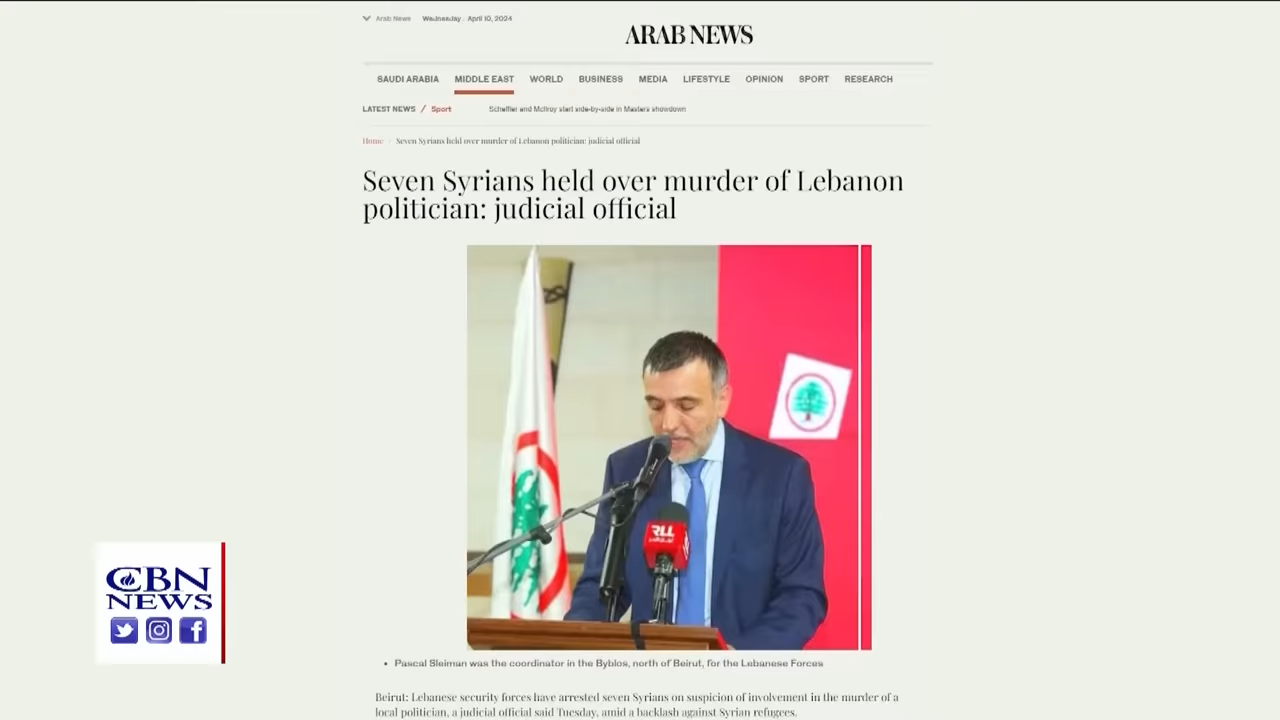 Arab News Wednesday, April 10, 2024
ARAB NEWS
SAUDI ARABIA MIDDLE EAST WORLD BUSINESS MEDIA LIFESTYLE OPINION SPORT RESEARCH
LATEST NEWS / Sport Scheffler and McIlroy start side-by-side in Masters showdown
Home / Seven Syrians held over murder of Lebanon politician: judicial official
Seven Syrians held over murder of Lebanon
politician: judicial official
RLL
CBN
NEWS
• Pascal Sleiman was the coordinator in the Byblos, north of Beirut, for the Lebanese Forces
Beirut: Lebanese security forces have arrested seven Syrians on suspicion of involvement in the murder of a
local politician, a judicial official said Tuesday, amid a backlash against Syrian refugees.